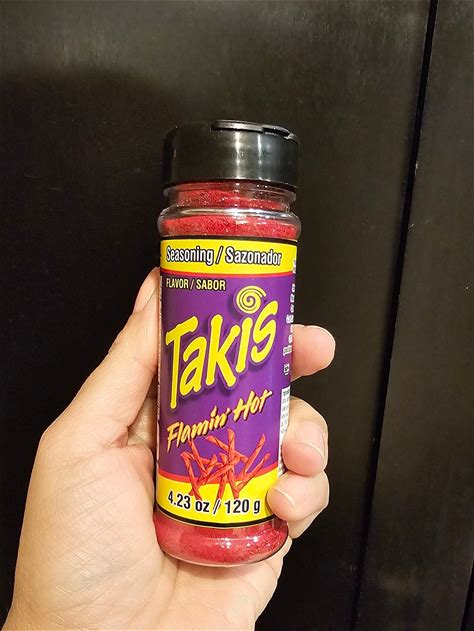 Seasoning / Sazonador
FLAVOR / SABOR
Takis
Flamin' Hot
4.23 oz / 120 g